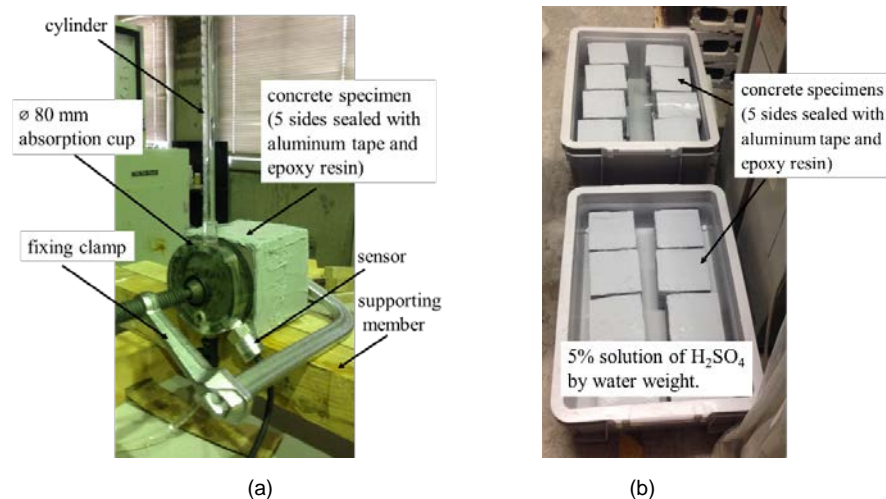 cylinder
ø 80 mm
absorption cup
concrete specimen
(5 sides sealed with
aluminum tape and
epoxy resin)
fixing clamp
sensor
supporting
member
concrete specimens
(5 sides sealed with
aluminum tape and
epoxy resin)
5% solution of H₂SO₄
by water weight.
(a)
(b)